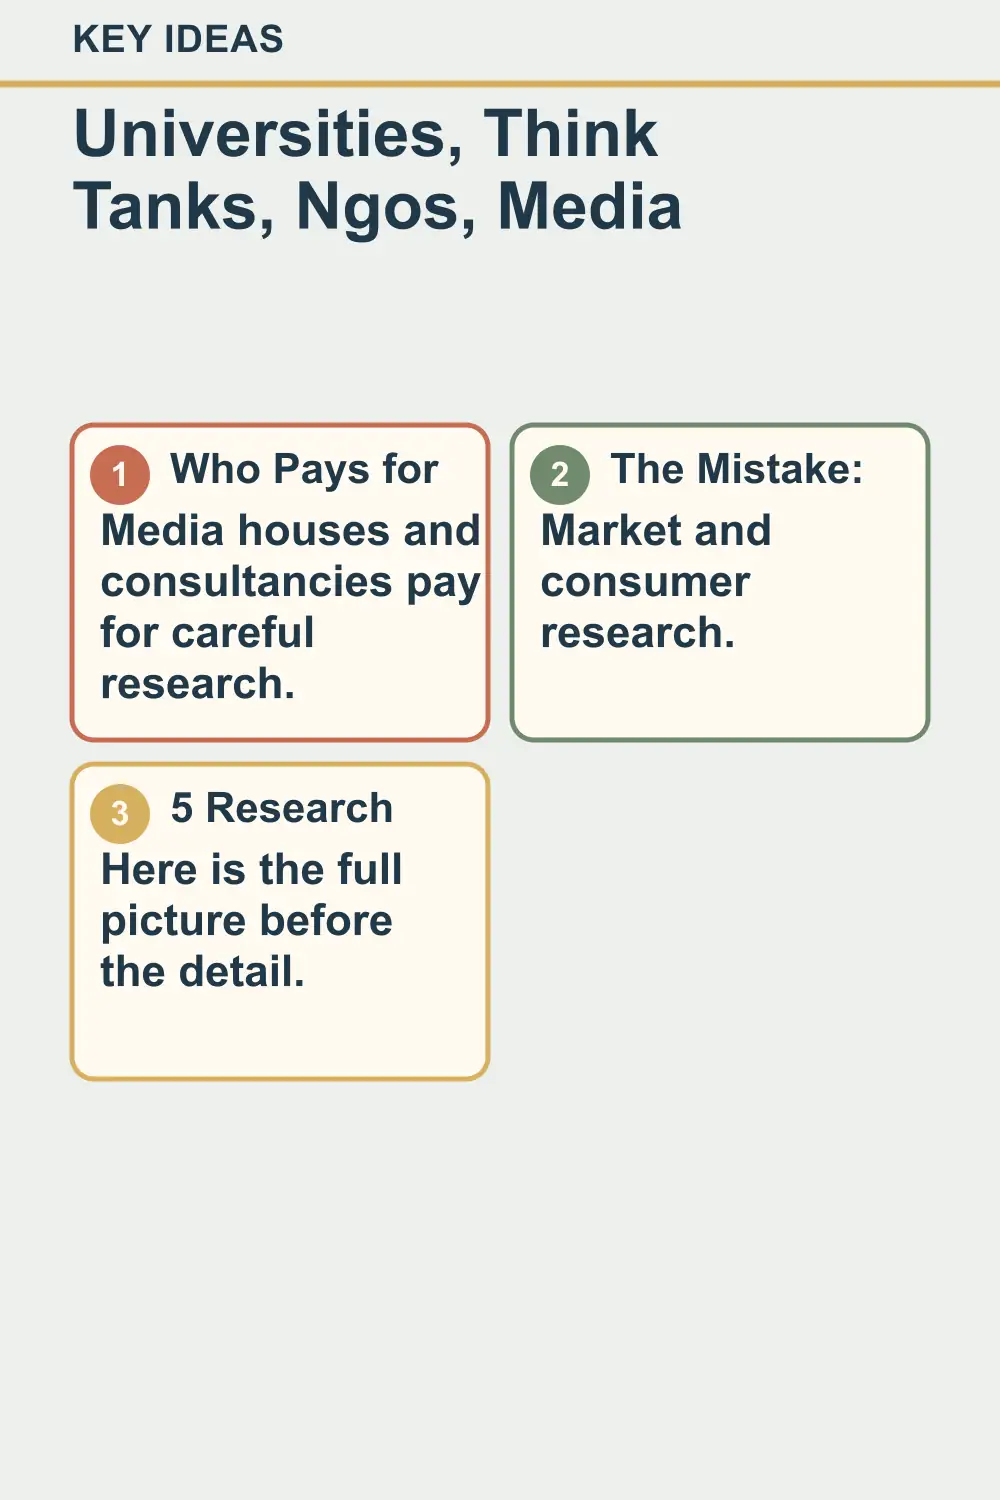 KEY IDEAS
Universities, Think
Tanks, Ngos, Media
1 Who Pays for
Media houses and
consultancies pay
for careful
research.
2 The Mistake:
Market and
consumer
research.
3 5 Research
Here is the full
picture before
the detail.